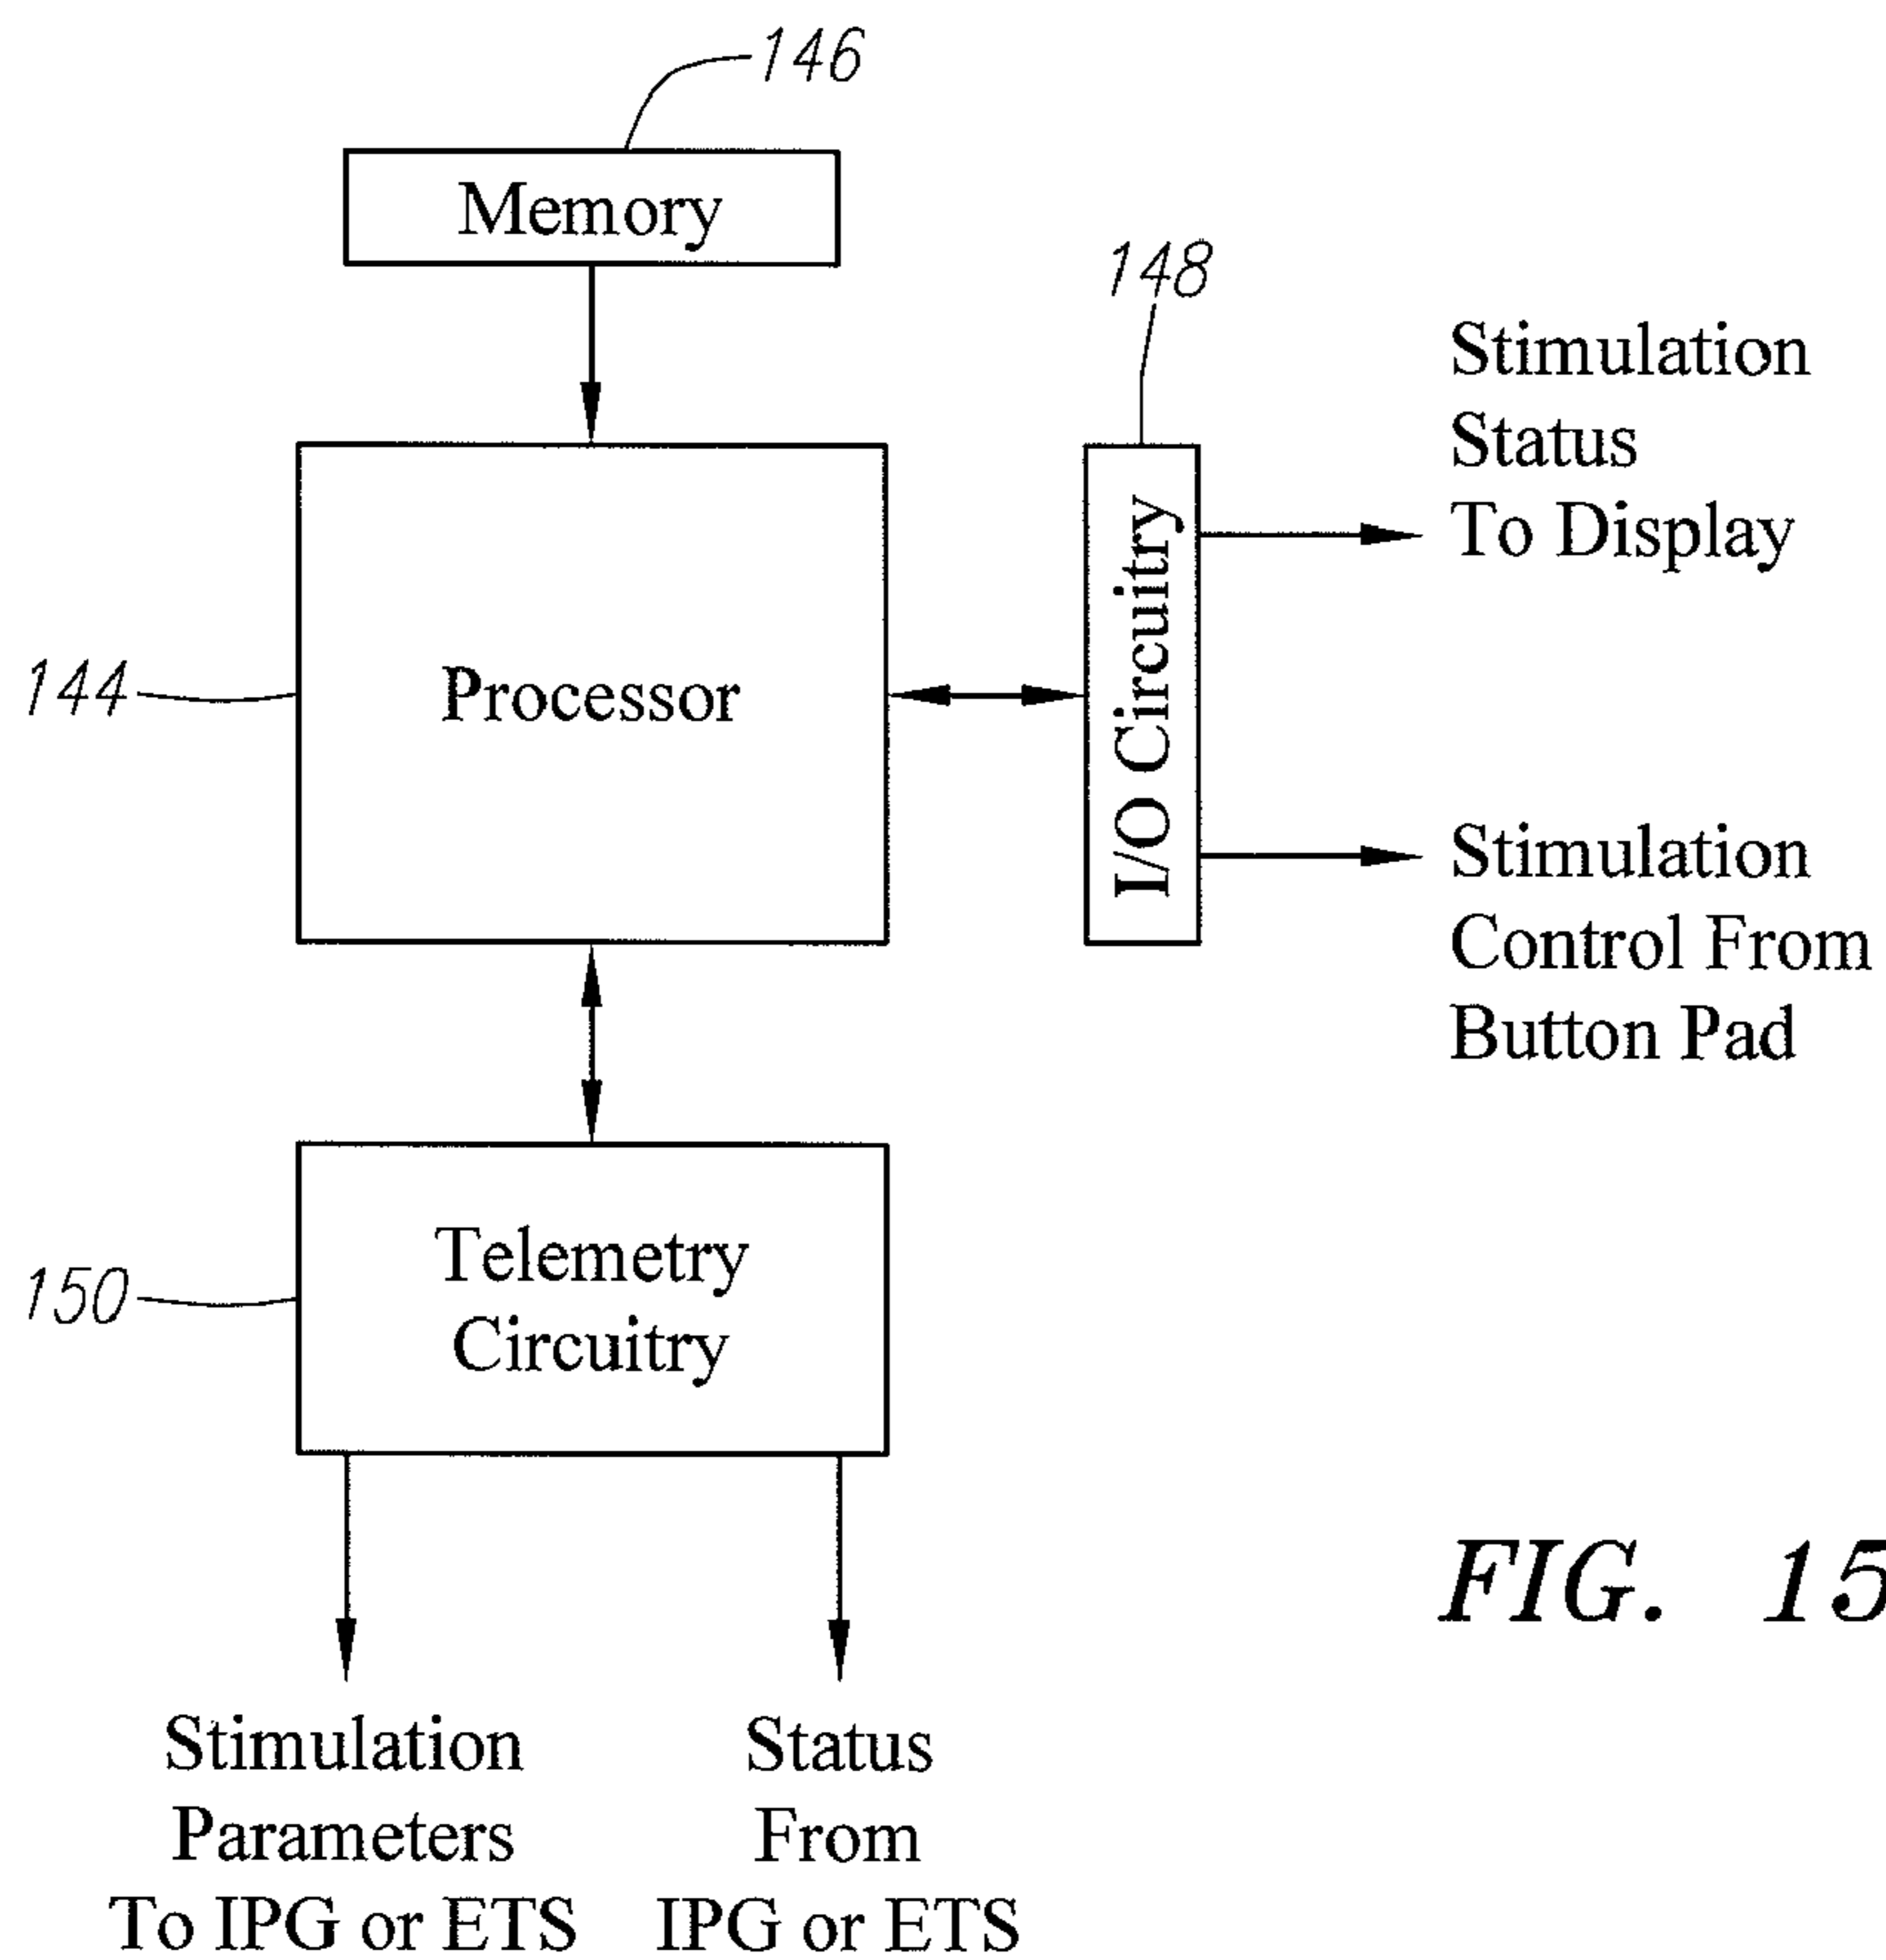 146
Memory
148
Stimulation
Status
To Display
I/O Circuitry
144
Processor
Stimulation
Control From
Button Pad
150
Telemetry
Circuitry
FIG. 15
Stimulation
Parameters
To IPG or ETS
Status
From
IPG or ETS